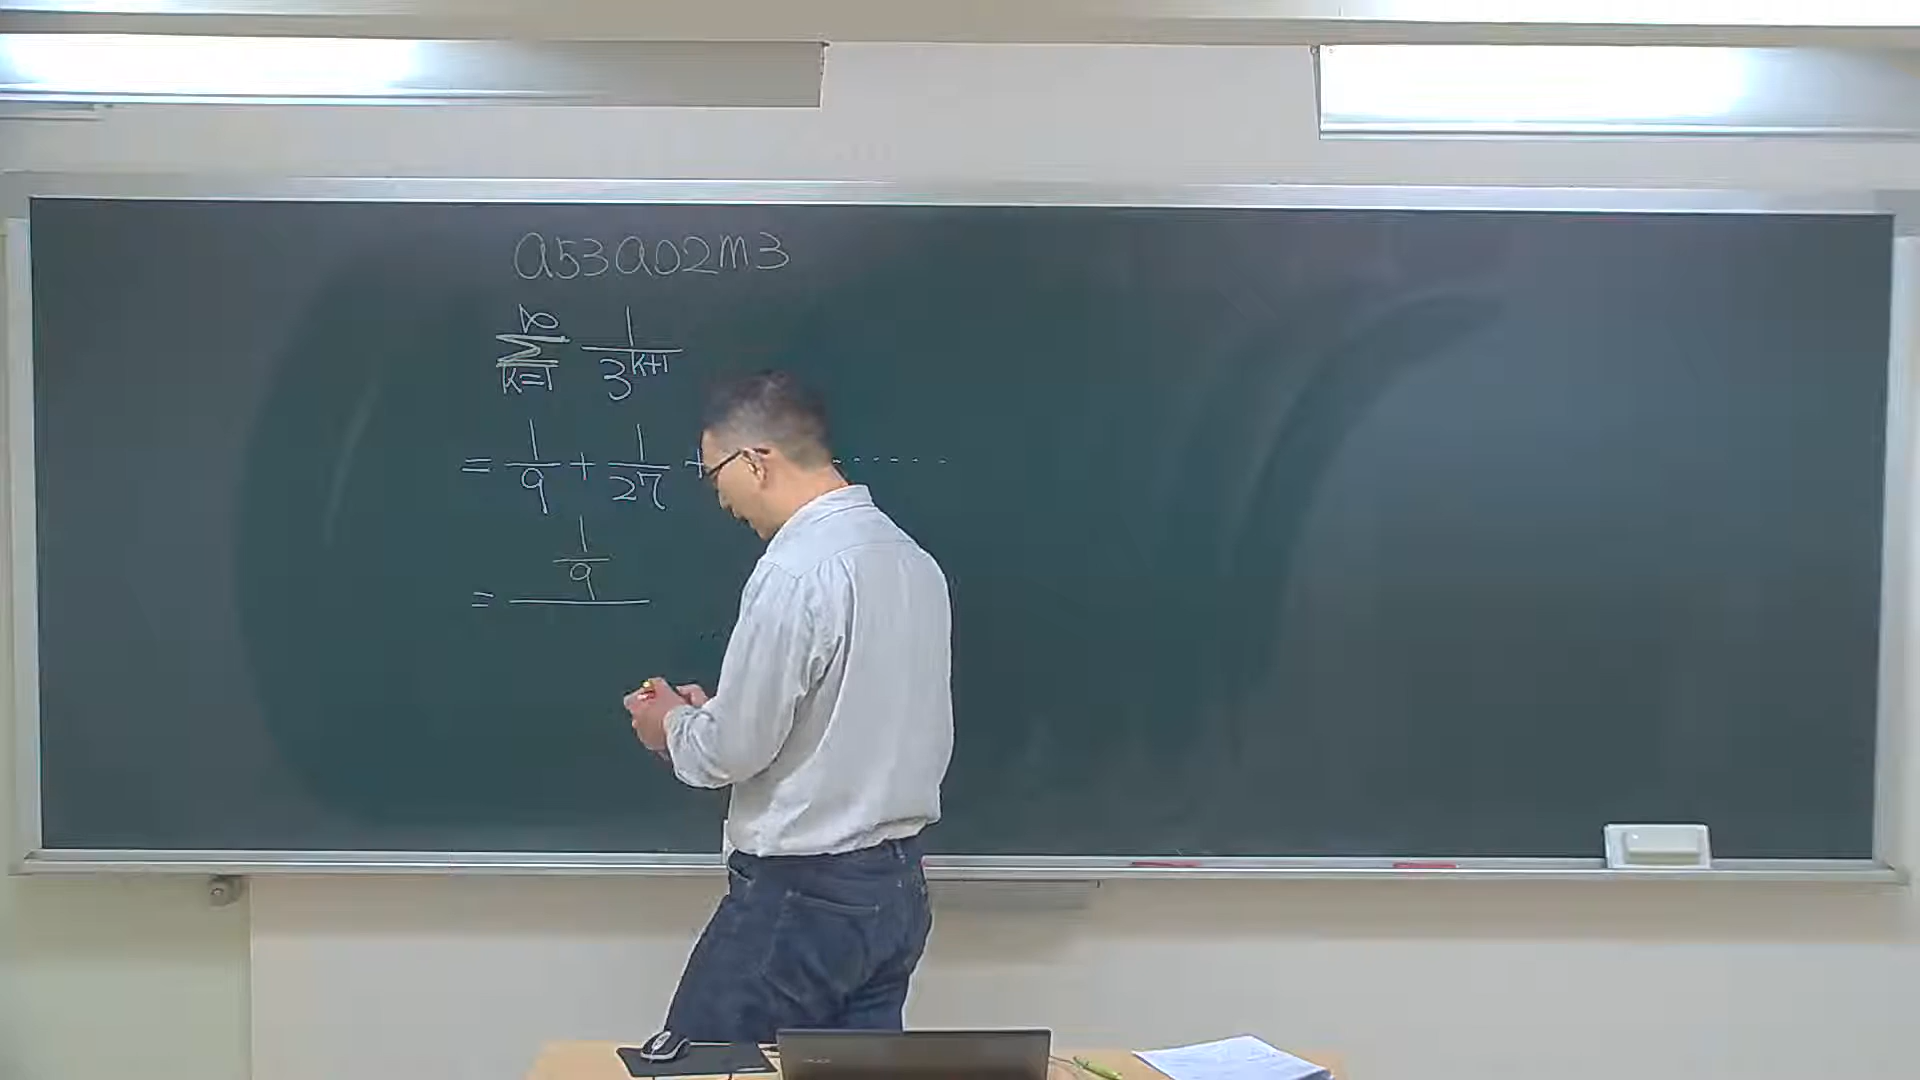 a53a02m3
∞
∑ 1/3^(k+1)
k=1
= 1/9 + 1/27 + ........
= (1/9)/